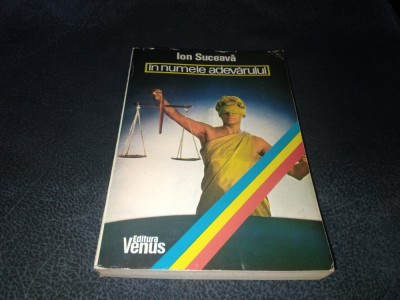 Ion Suceavă
în numele adevărului
Editura
Venus